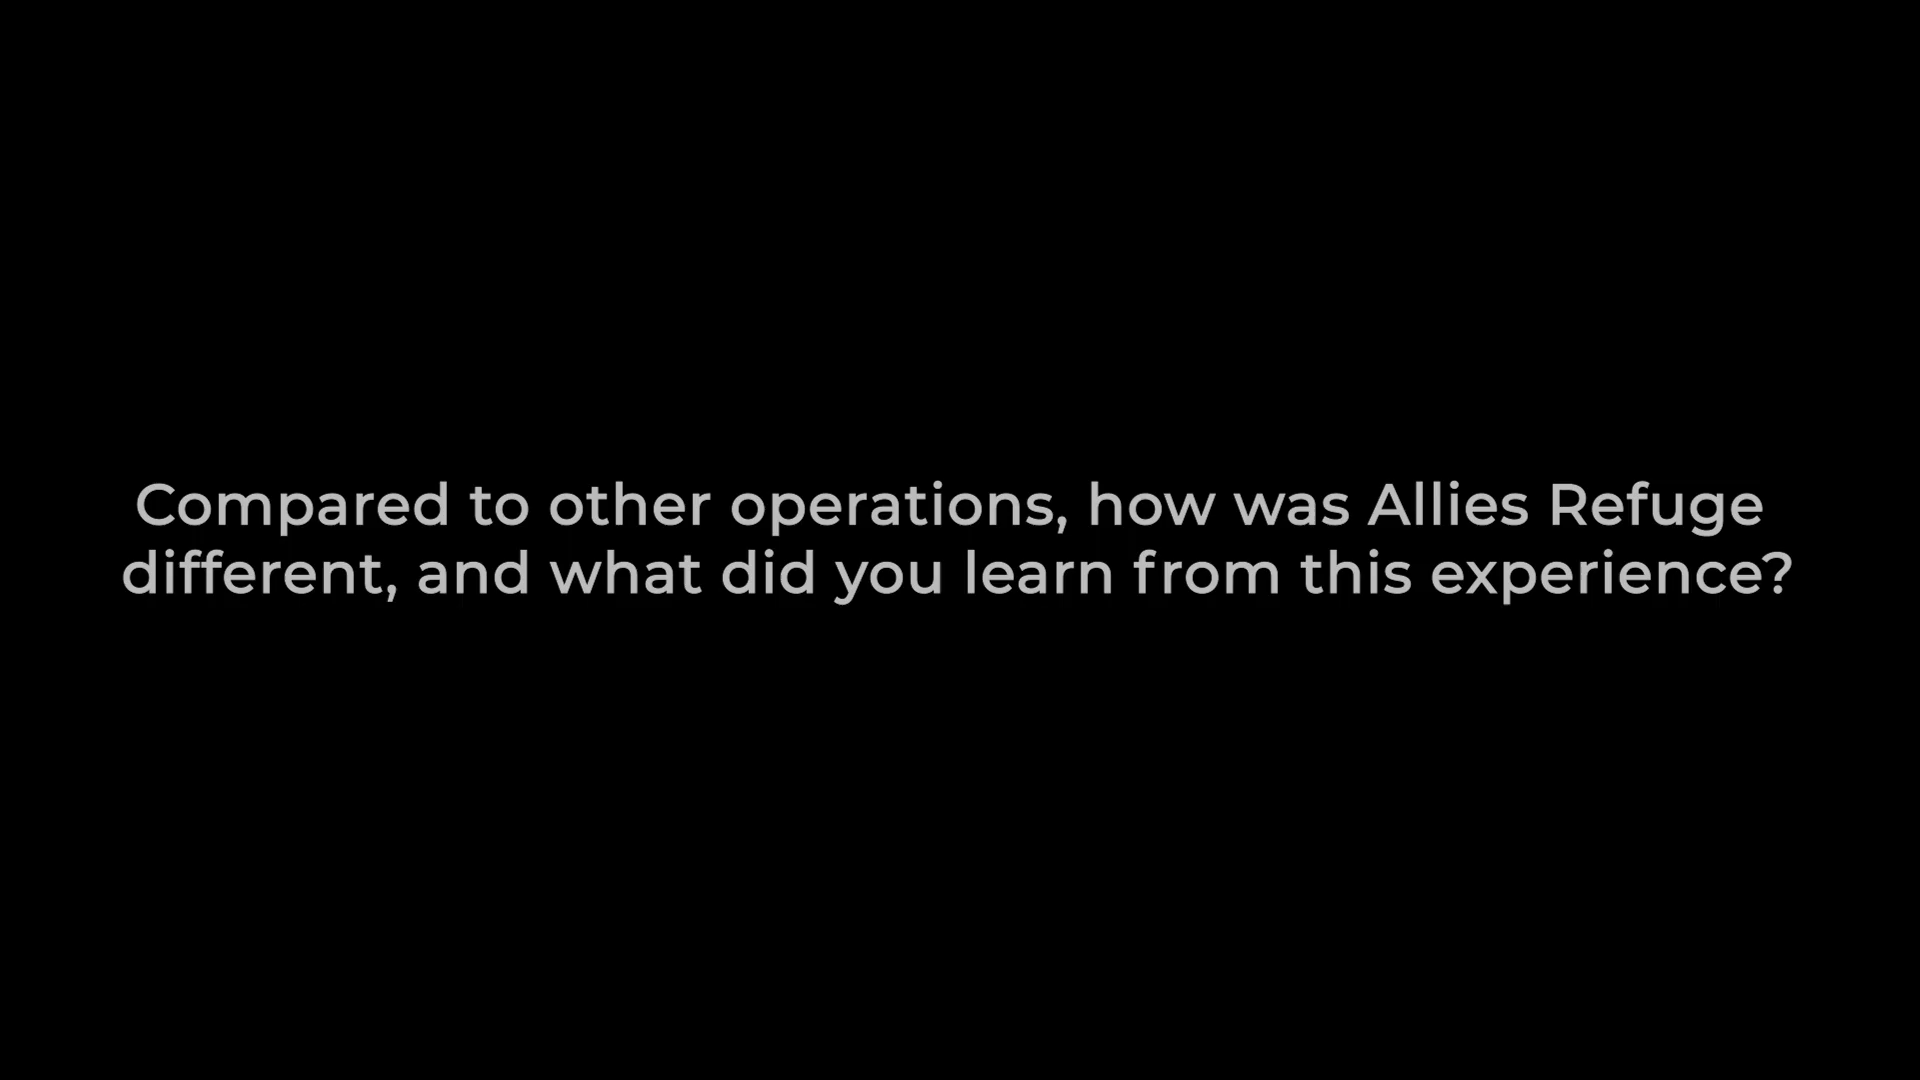 Compared to other operations, how was Allies Refuge
different, and what did you learn from this experience?